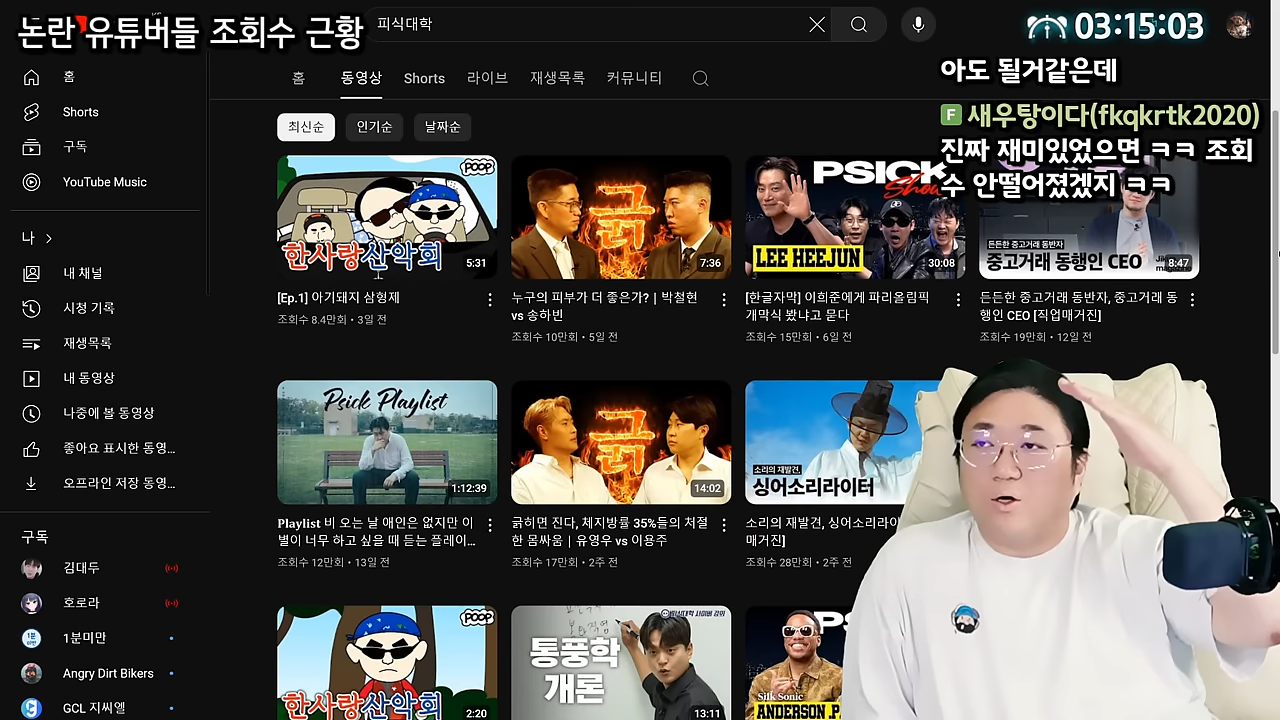 논란 유튜버들 조회수 근황
피식대학
03:15:03
홈
Shorts
구독
YouTube Music
나
내 채널
시청 기록
재생목록
내 동영상
나중에 볼 동영상
좋아요 표시한 동영...
오프라인 저장 동영...
구독
김대두
호로라
1분미만
Angry Dirt Bikers
GCL 지씨엘
홈 동영상 Shorts 라이브 재생목록 커뮤니티
최신순 인기순 날짜순
아도 될거같은데
F 새우탕이다(fkqkrtk2020)
진짜 재미있었으면 ㅋㅋ 조회
수 안떨어졌겠지 ㅋㅋ
POOP
한사랑산악회
5:31
[Ep.1] 아기돼지 삼형제
조회수 8.4만회 • 3일 전
긁
7:36
누구의 피부가 더 좋은가? | 박철현
vs 송하빈
조회수 10만회 • 5일 전
PSICK
Show
LEE HEEJUN
30:08
[한글자막] 이희준에게 파리올림픽
개막식 봤냐고 묻다
조회수 15만회 • 6일 전
든든한 중고거래 동반자
중고거래 동행인 CEO
8:47
든든한 중고거래 동반자, 중고거래 동
행인 CEO [직업매거진]
조회수 19만회 • 12일 전
Psick Playlist
1:12:39
Playlist 비 오는 날 애인은 없지만 이
별이 너무 하고 싶을 때 듣는 플레이...
조회수 12만회 • 13일 전
긁
14:02
긁히면 진다, 체지방률 35%들의 처절
한 몸싸움 | 유영우 vs 이용주
조회수 17만회 • 2주 전
소리의 재발견,
싱어소리라이터
소리의 재발견, 싱어소리라이
매거진]
조회수 28만회 • 2주 전
POOP
한사랑산악회
2:20
피식대학 사이버 강의
통풍학
개론
13:11
PS
Silk Sonic
ANDERSON .PA